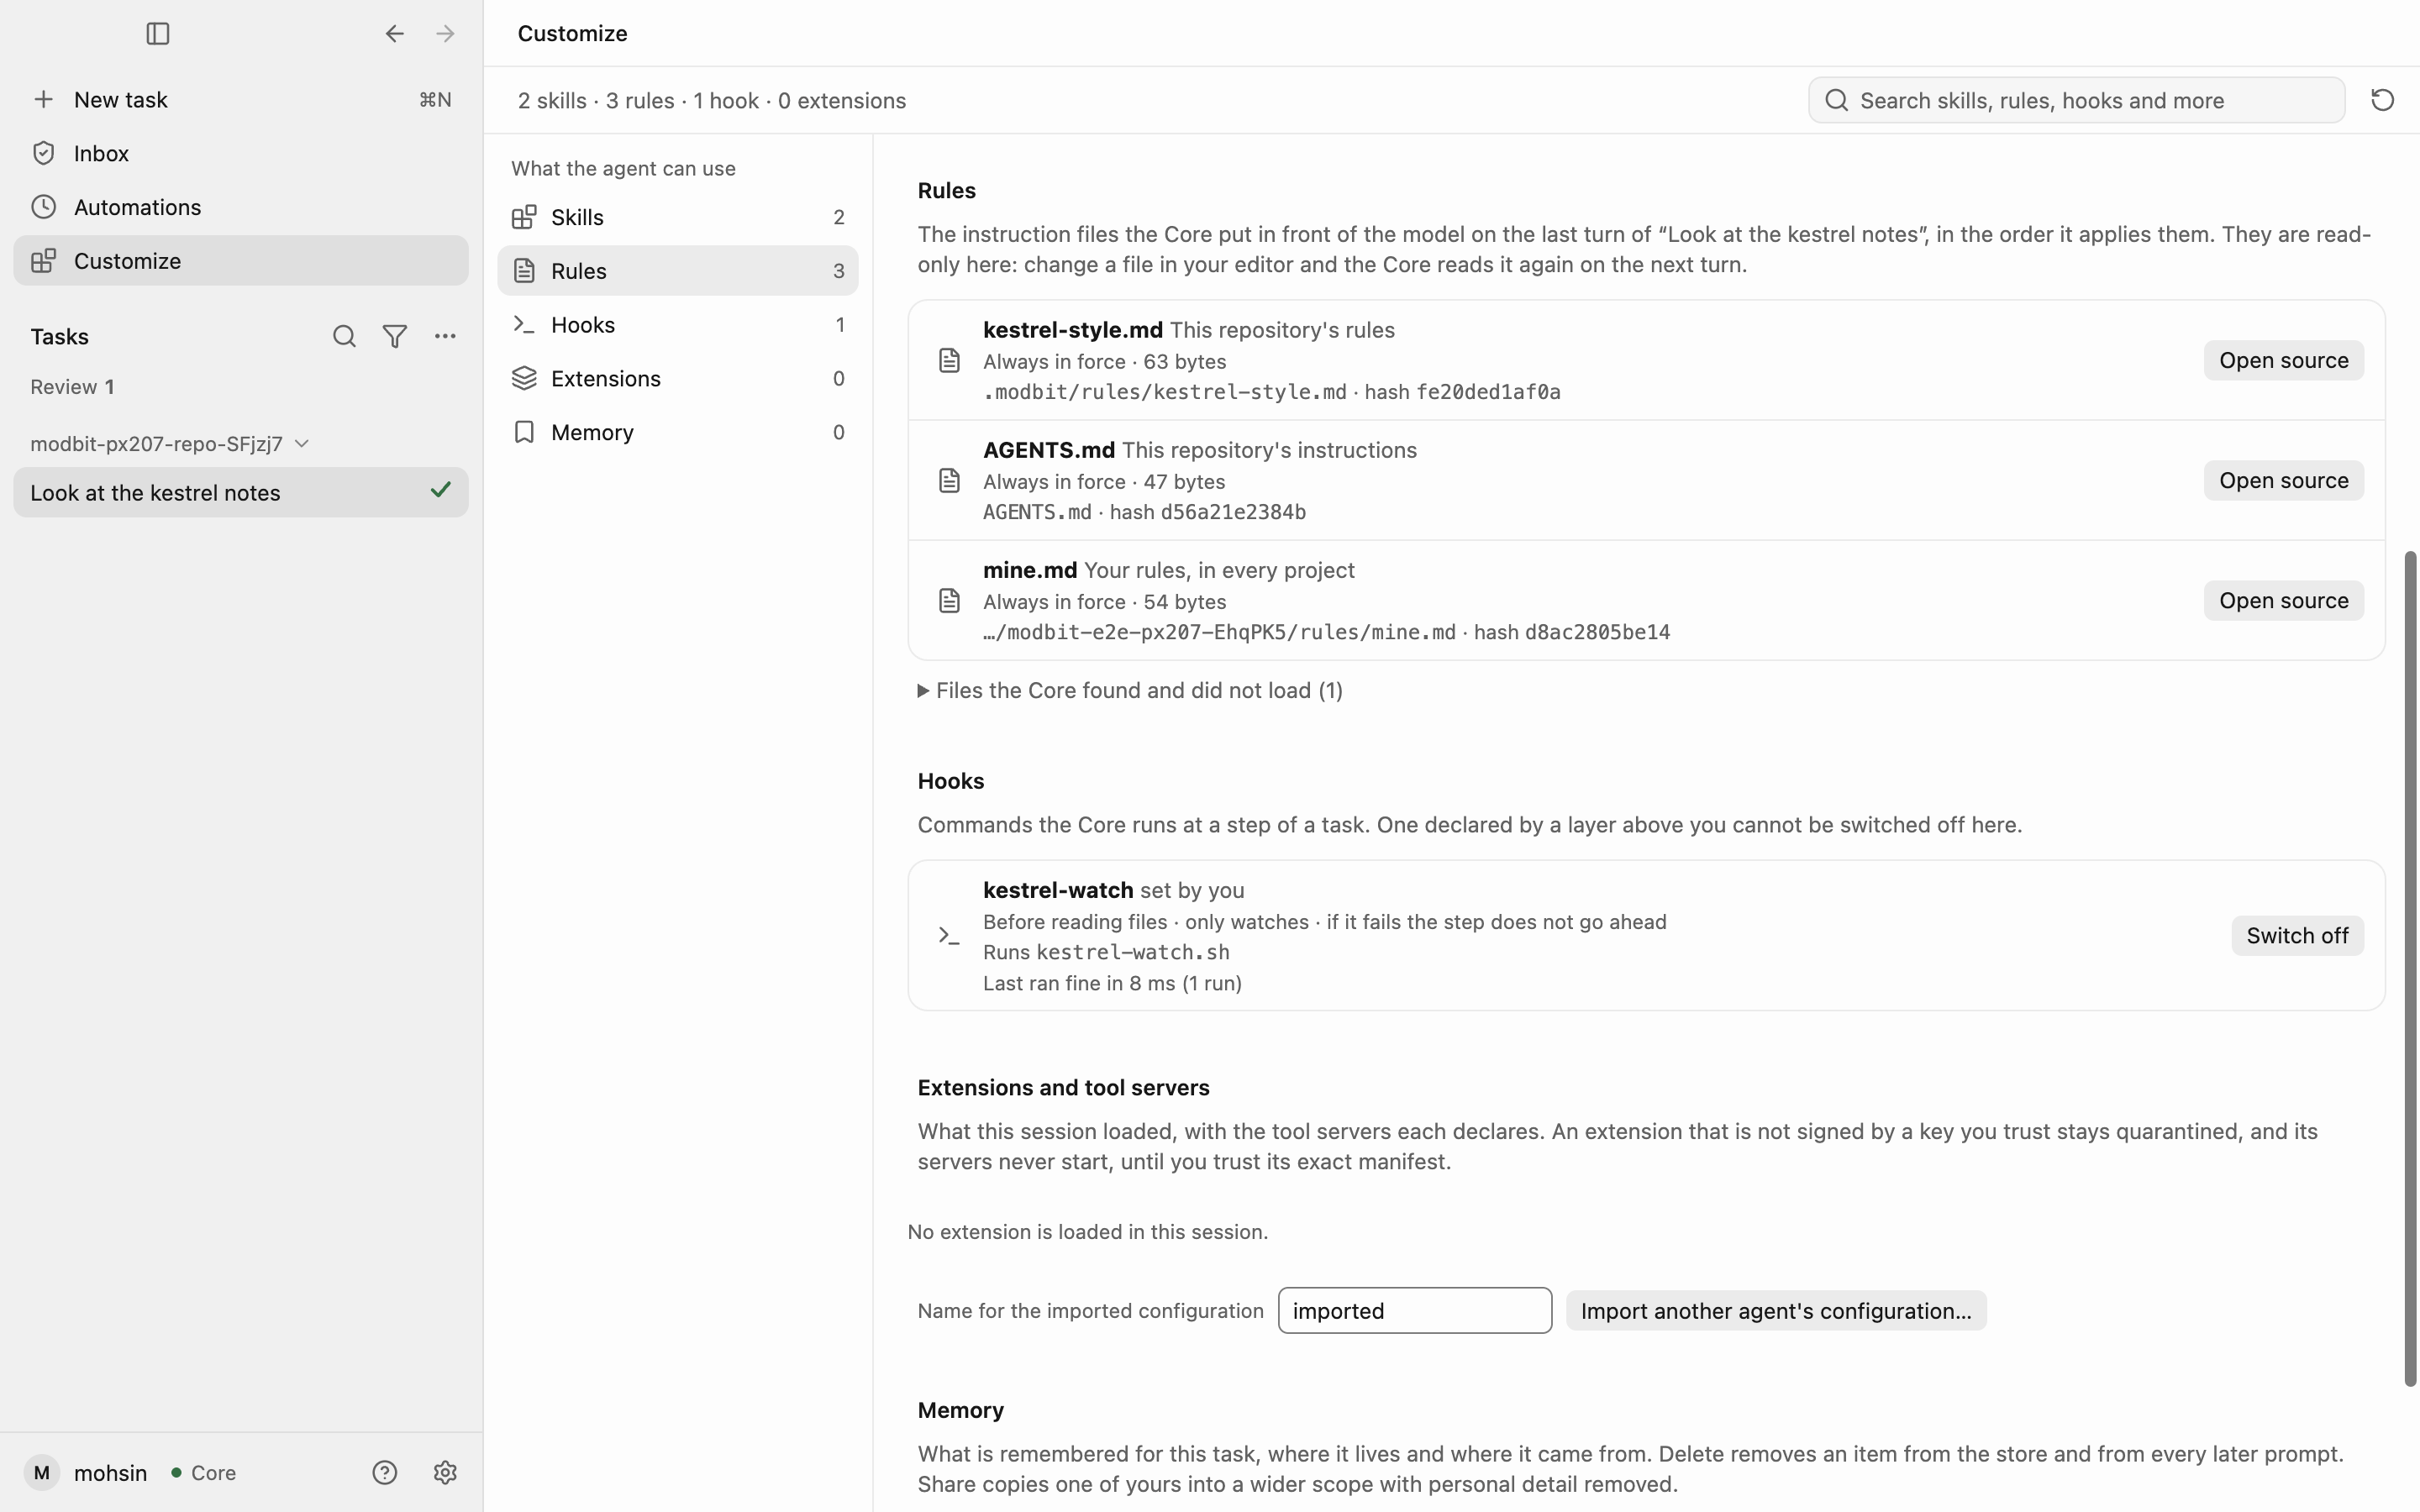 Customize
New task ⌘N
Inbox
Automations
Customize
Tasks
Review 1
modbit-px207-repo-SFjzj7
Look at the kestrel notes
M mohsin Core
2 skills · 3 rules · 1 hook · 0 extensions
Search skills, rules, hooks and more
What the agent can use
Skills 2
Rules 3
Hooks 1
Extensions 0
Memory 0
Rules
The instruction files the Core put in front of the model on the last turn of “Look at the kestrel notes”, in the order it applies them. They are read-
only here: change a file in your editor and the Core reads it again on the next turn.
kestrel-style.md This repository's rules
Always in force · 63 bytes
.modbit/rules/kestrel-style.md · hash fe20ded1af0a
Open source
AGENTS.md This repository's instructions
Always in force · 47 bytes
AGENTS.md · hash d56a21e2384b
Open source
mine.md Your rules, in every project
Always in force · 54 bytes
…/modbit-e2e-px207-EhqPK5/rules/mine.md · hash d8ac2805be14
Open source
Files the Core found and did not load (1)
Hooks
Commands the Core runs at a step of a task. One declared by a layer above you cannot be switched off here.
kestrel-watch set by you
Before reading files · only watches · if it fails the step does not go ahead
Runs kestrel-watch.sh
Last ran fine in 8 ms (1 run)
Switch off
Extensions and tool servers
What this session loaded, with the tool servers each declares. An extension that is not signed by a key you trust stays quarantined, and its
servers never start, until you trust its exact manifest.
No extension is loaded in this session.
Name for the imported configuration imported Import another agent's configuration...
Memory
What is remembered for this task, where it lives and where it came from. Delete removes an item from the store and from every later prompt.
Share copies one of yours into a wider scope with personal detail removed.